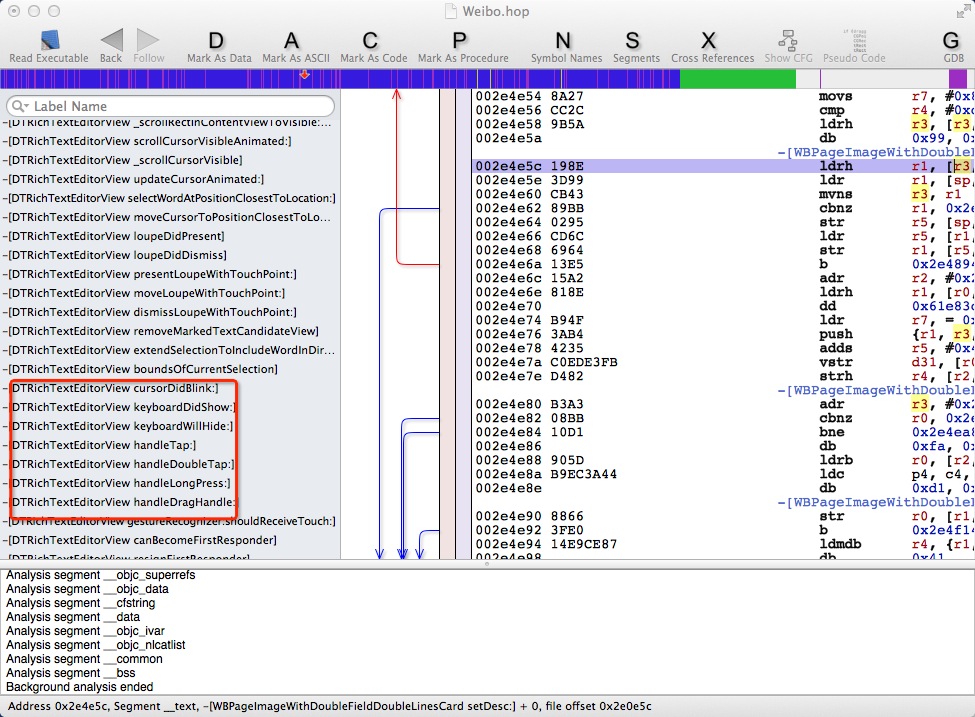 Weibo.hop
D A C P N S X G
Read Executable Back Follow Mark As Data Mark As ASCII Mark As Code Mark As Procedure Symbol Names Segments Cross References Show CFG Pseudo Code GDB
Label Name
-[DTRichTextEditorView _scrollRectInContentViewToVisible:...
-[DTRichTextEditorView scrollCursorVisibleAnimated:]
-[DTRichTextEditorView _scrollCursorVisible]
-[DTRichTextEditorView updateCursorAnimated:]
-[DTRichTextEditorView selectWordAtPositionClosestToLocation:]
-[DTRichTextEditorView moveCursorToPositionClosestToLo...
-[DTRichTextEditorView loupeDidPresent]
-[DTRichTextEditorView loupeDidDismiss]
-[DTRichTextEditorView presentLoupeWithTouchPoint:]
-[DTRichTextEditorView moveLoupeWithTouchPoint:]
-[DTRichTextEditorView dismissLoupeWithTouchPoint:]
-[DTRichTextEditorView removeMarkedTextCandidateView]
-[DTRichTextEditorView extendSelectionToIncludeWordInDir...
-[DTRichTextEditorView boundsOfCurrentSelection]
-[DTRichTextEditorView cursorDidBlink:]
-[DTRichTextEditorView keyboardDidShow:]
-[DTRichTextEditorView keyboardWillHide:]
-[DTRichTextEditorView handleTap:]
-[DTRichTextEditorView handleDoubleTap:]
-[DTRichTextEditorView handleLongPress:]
-[DTRichTextEditorView handleDragHandle:
-[DTRichTextEditorView gestureRecognizer:shouldReceiveTouch:]
-[DTRichTextEditorView canBecomeFirstResponder]
-[DTRichTextEditorView resignFirstResponder]
002e4e54 8A27 movs r7, #0x8
002e4e56 CC2C cmp r4, #0xc
002e4e58 9B5A ldrh r3, [r3,
002e4e5a db 0x99, 0
-[WBPageImageWithDoubleF
002e4e5c 198E ldrh r1, [r3
002e4e5e 3D99 ldr r1, [sp,
002e4e60 CB43 mvns r3, r1
002e4e62 89BB cbnz r1, 0x2e
002e4e64 0295 str r5, [sp,
002e4e66 CD6C ldr r5, [r1,
002e4e68 6964 str r1, [r5,
002e4e6a 13E5 b 0x2e4894
002e4e6c 15A2 adr r2, #0x2
002e4e6e 818E ldrh r1, [r0,
002e4e70 dd 0x61e83c
002e4e74 B94F ldr r7, = 0x
002e4e76 3AB4 push {r1, r3,
002e4e78 4235 adds r5, #0x4
002e4e7a C0EDE3FB vstr d31, [r0
002e4e7e D482 strh r4, [r2,
-[WBPageImageWithDoubleF
002e4e80 B3A3 adr r3, #0x2
002e4e82 08BB cbnz r0, 0x2e
002e4e84 10D1 bne 0x2e4ea8
002e4e86 db 0xfa, 0
002e4e88 905D ldrb r0, [r2,
002e4e8a B9EC3A44 ldc p4, c4,
002e4e8e db 0xd1, 0
-[WBPageImageWithDoubleF
002e4e90 8866 str r0, [r1,
002e4e92 3FE0 b 0x2e4f14
002e4e94 14E9CE87 ldmdb r4, {r1,
002e4e98 db 0x41
Analysis segment __objc_superrefs
Analysis segment __objc_data
Analysis segment __cfstring
Analysis segment __data
Analysis segment __objc_ivar
Analysis segment __objc_nlcatlist
Analysis segment __common
Analysis segment __bss
Background analysis ended
Address 0x2e4e5c, Segment __text, -[WBPageImageWithDoubleFieldDoubleLinesCard setDesc:] + 0, file offset 0x2e0e5c